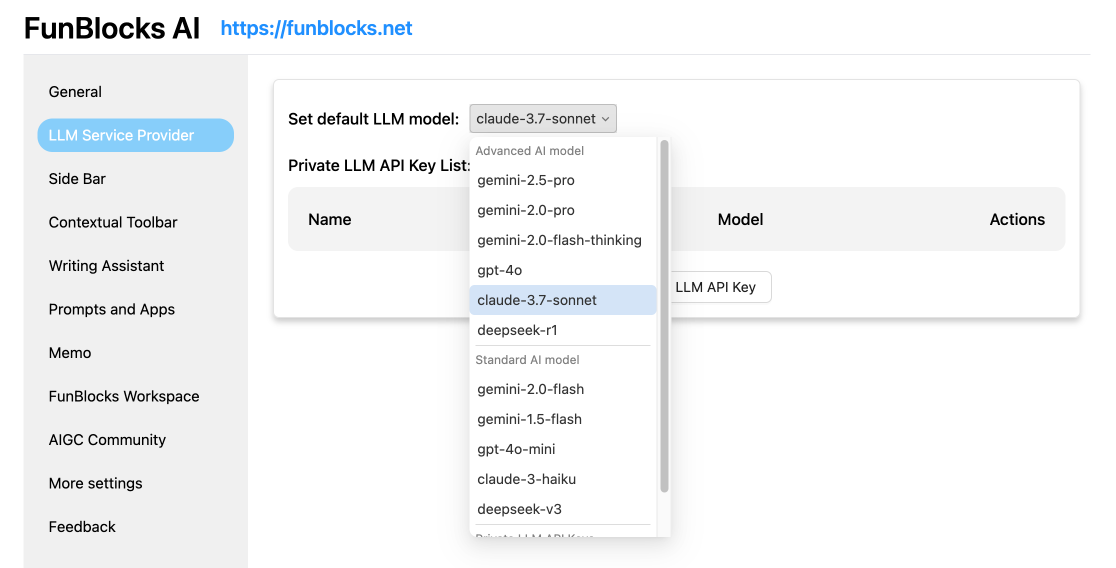 FunBlocks AI https://funblocks.net
General
LLM Service Provider
Side Bar
Contextual Toolbar
Writing Assistant
Prompts and Apps
Memo
FunBlocks Workspace
AIGC Community
More settings
Feedback
Set default LLM model: claude-3.7-sonnet
Private LLM API Key List:
Name Model Actions
LLM API Key
Advanced AI model
gemini-2.5-pro
gemini-2.0-pro
gemini-2.0-flash-thinking
gpt-4o
claude-3.7-sonnet
deepseek-r1
Standard AI model
gemini-2.0-flash
gemini-1.5-flash
gpt-4o-mini
claude-3-haiku
deepseek-v3